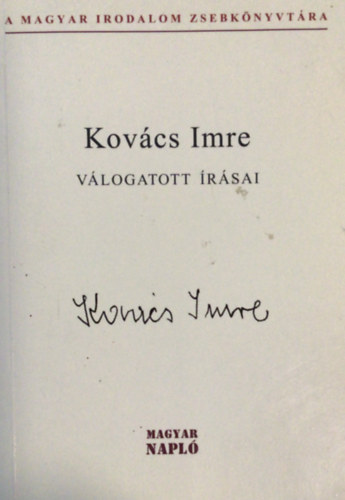 A MAGYAR IRODALOM ZSEBKÖNYVTÁRA
Kovács Imre
VÁLOGATOTT ÍRÁSAI
Kovács Imre
MAGYAR
NAPLÓ